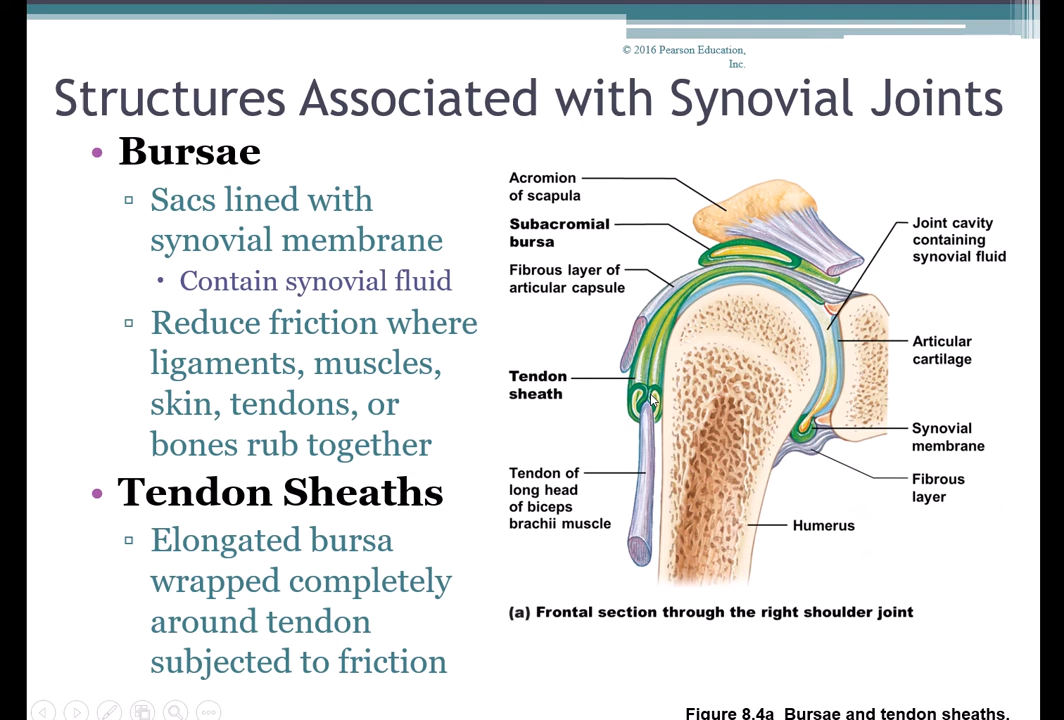 © 2016 Pearson Education,
Inc.
Structures Associated with Synovial Joints
• Bursae
▫ Sacs lined with
synovial membrane
• Contain synovial fluid
▫ Reduce friction where
ligaments, muscles,
skin, tendons, or
bones rub together
• Tendon Sheaths
▫ Elongated bursa
wrapped completely
around tendon
subjected to friction
Acromion
of scapula
Subacromial
bursa
Fibrous layer of
articular capsule
Tendon
sheath
Tendon of
long head
of biceps
brachii muscle
Joint cavity
containing
synovial fluid
Articular
cartilage
Synovial
membrane
Fibrous
layer
Humerus
(a) Frontal section through the right shoulder joint
Figure 8.4a Bursae and tendon sheaths.